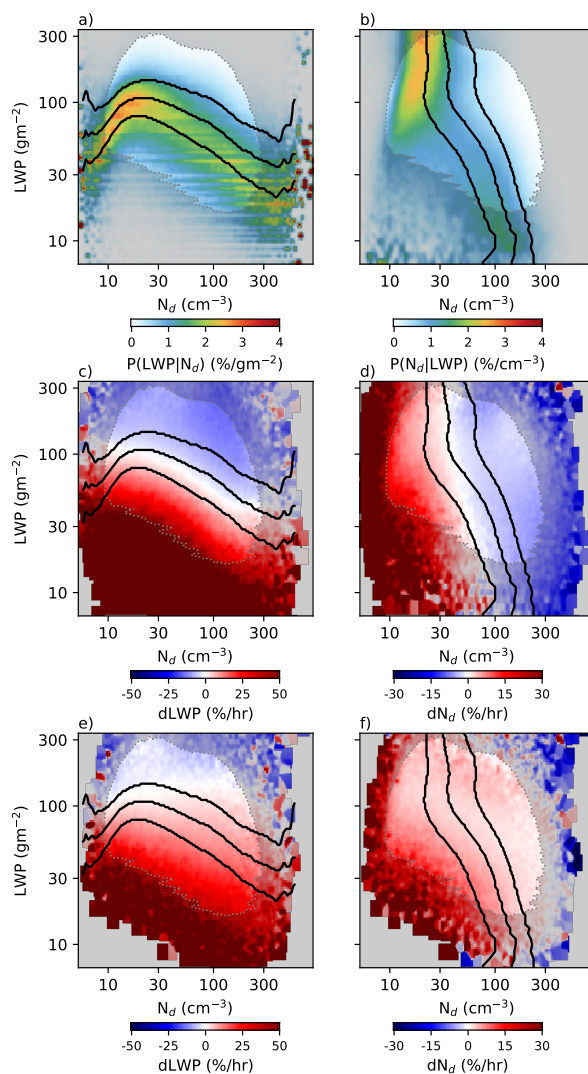 a)
b)
300
100
30
10
LWP (gm⁻²)
10 30 100 300
10 30 100 300
N_d (cm⁻³)
N_d (cm⁻³)
0 1 2 3 4
0 1 2 3 4
P(LWP|N_d) (%/gm⁻²)
P(N_d|LWP) (%/cm⁻³)
c)
d)
300
100
30
10
LWP (gm⁻²)
10 30 100 300
10 30 100 300
N_d (cm⁻³)
N_d (cm⁻³)
-50 -25 0 25 50
-30 -15 0 15 30
dLWP (%/hr)
dN_d (%/hr)
e)
f)
300
100
30
10
LWP (gm⁻²)
10 30 100 300
10 30 100 300
N_d (cm⁻³)
N_d (cm⁻³)
-50 -25 0 25 50
-30 -15 0 15 30
dLWP (%/hr)
dN_d (%/hr)